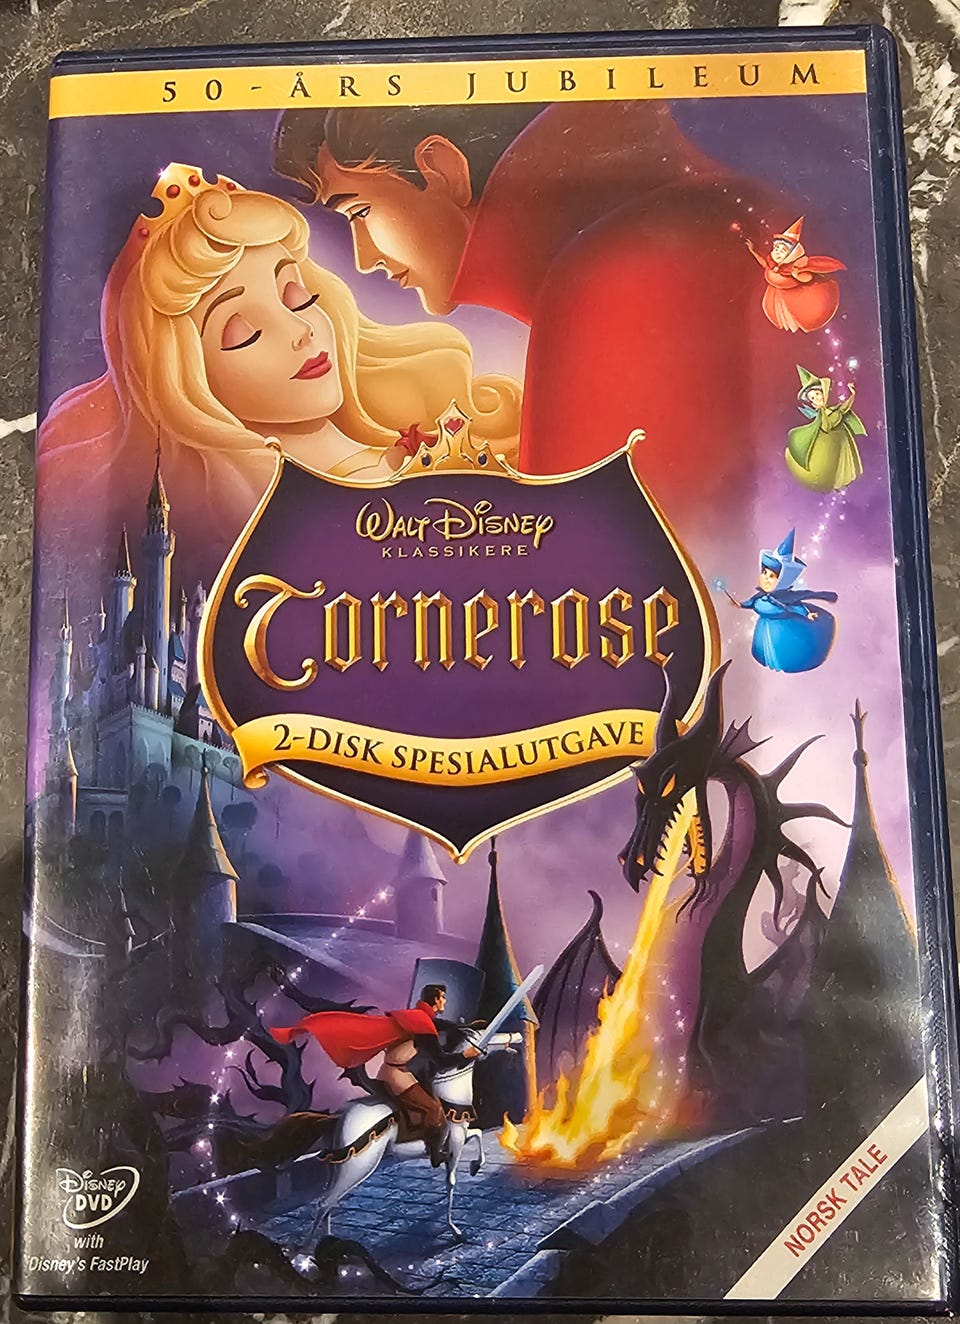 50-ÅRS JUBILEUM
WALT DISNEY
KLASSIKERE
Tornerose
2-DISK SPESIALUTGAVE
NORSK TALE
DISNEY
DVD
with
Disney's FastPlay